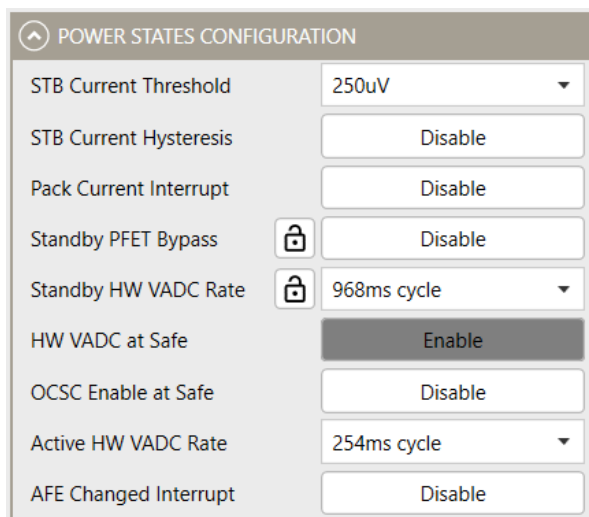 POWER STATES CONFIGURATION
STB Current Threshold 250uV
STB Current Hysteresis Disable
Pack Current Interrupt Disable
Standby PFET Bypass Disable
Standby HW VADC Rate 968ms cycle
HW VADC at Safe Enable
OCSC Enable at Safe Disable
Active HW VADC Rate 254ms cycle
AFE Changed Interrupt Disable